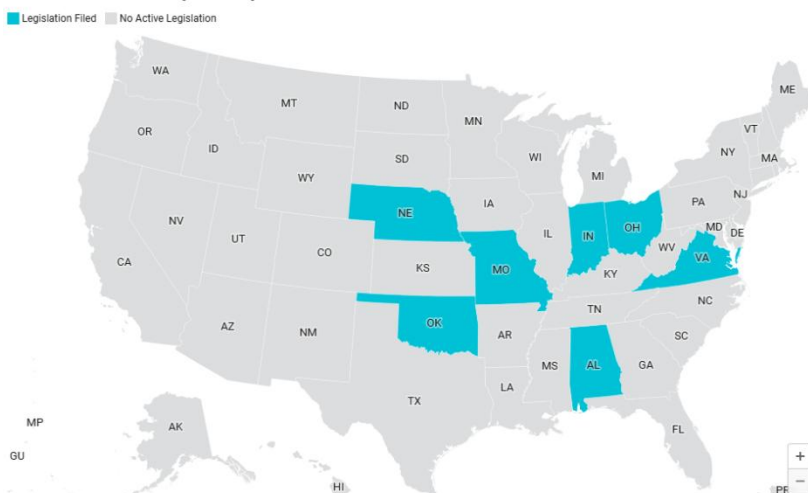 Legislation Filed No Active Legislation
WA
ME
MT
ND
MN
VT
OR
ID
SD
WI
NY
MA
MI
WY
IA
PA
NJ
NE
NV
UT
CO
IL
IN
OH
MD
DE
WV
VA
CA
KS
MO
KY
NC
AZ
NM
OK
AR
TN
SC
MS
AL
GA
TX
LA
FL
AK
MP
GU
HI
+
−